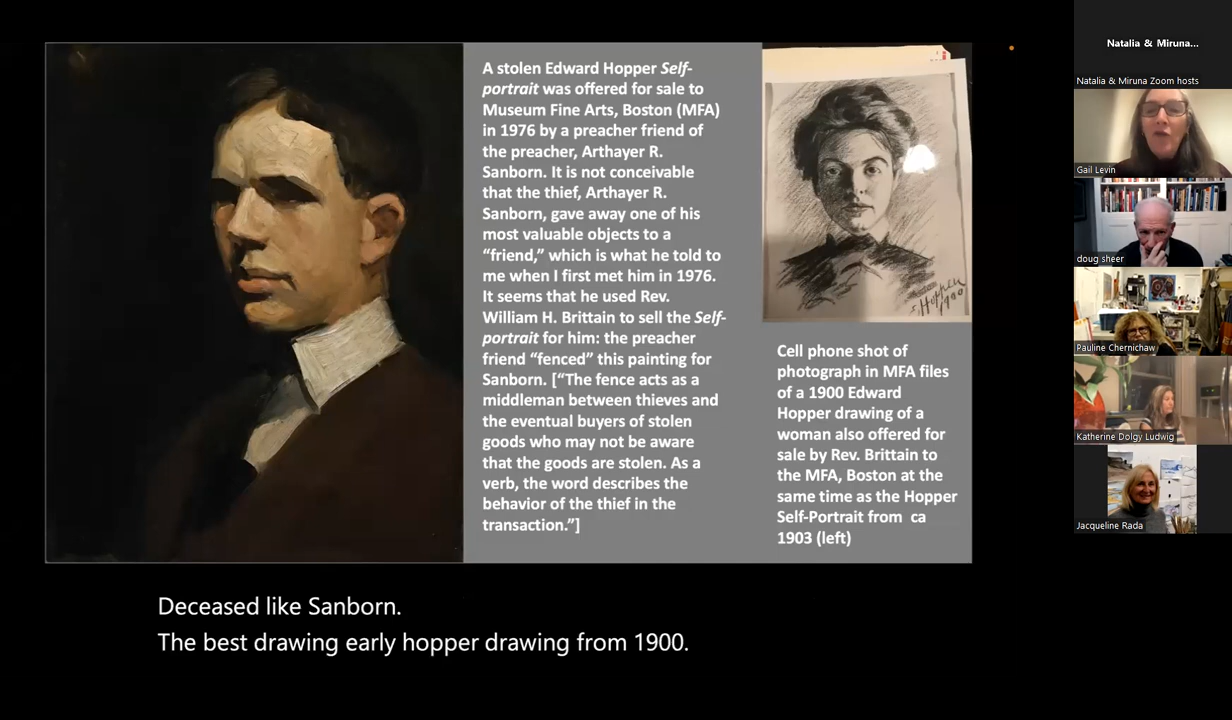 A stolen Edward Hopper Self-
portrait was offered for sale to
Museum Fine Arts, Boston (MFA)
in 1976 by a preacher friend of
the preacher, Arthayer R.
Sanborn. It is not conceivable
that the thief, Arthayer R.
Sanborn, gave away one of his
most valuable objects to a
“friend,” which is what he told to
me when I first met him in 1976.
It seems that he used Rev.
William H. Brittain to sell the Self-
portrait for him: the preacher
friend “fenced” this painting for
Sanborn. [“The fence acts as a
middleman between thieves and
the eventual buyers of stolen
goods who may not be aware
that the goods are stolen. As a
verb, the word describes the
behavior of the thief in the
transaction.”]
E. Hopper
1900
Cell phone shot of
photograph in MFA files
of a 1900 Edward
Hopper drawing of a
woman also offered for
sale by Rev. Brittain to
the MFA, Boston at the
same time as the Hopper
Self-Portrait from ca
1903 (left)
Deceased like Sanborn.
The best drawing early hopper drawing from 1900.
Natalia & Miruna...
Natalia & Miruna Zoom hosts
Gail Levin
doug sheer
Pauline Chernichaw
Katherine Dolgy Ludwig
Jacqueline Rada